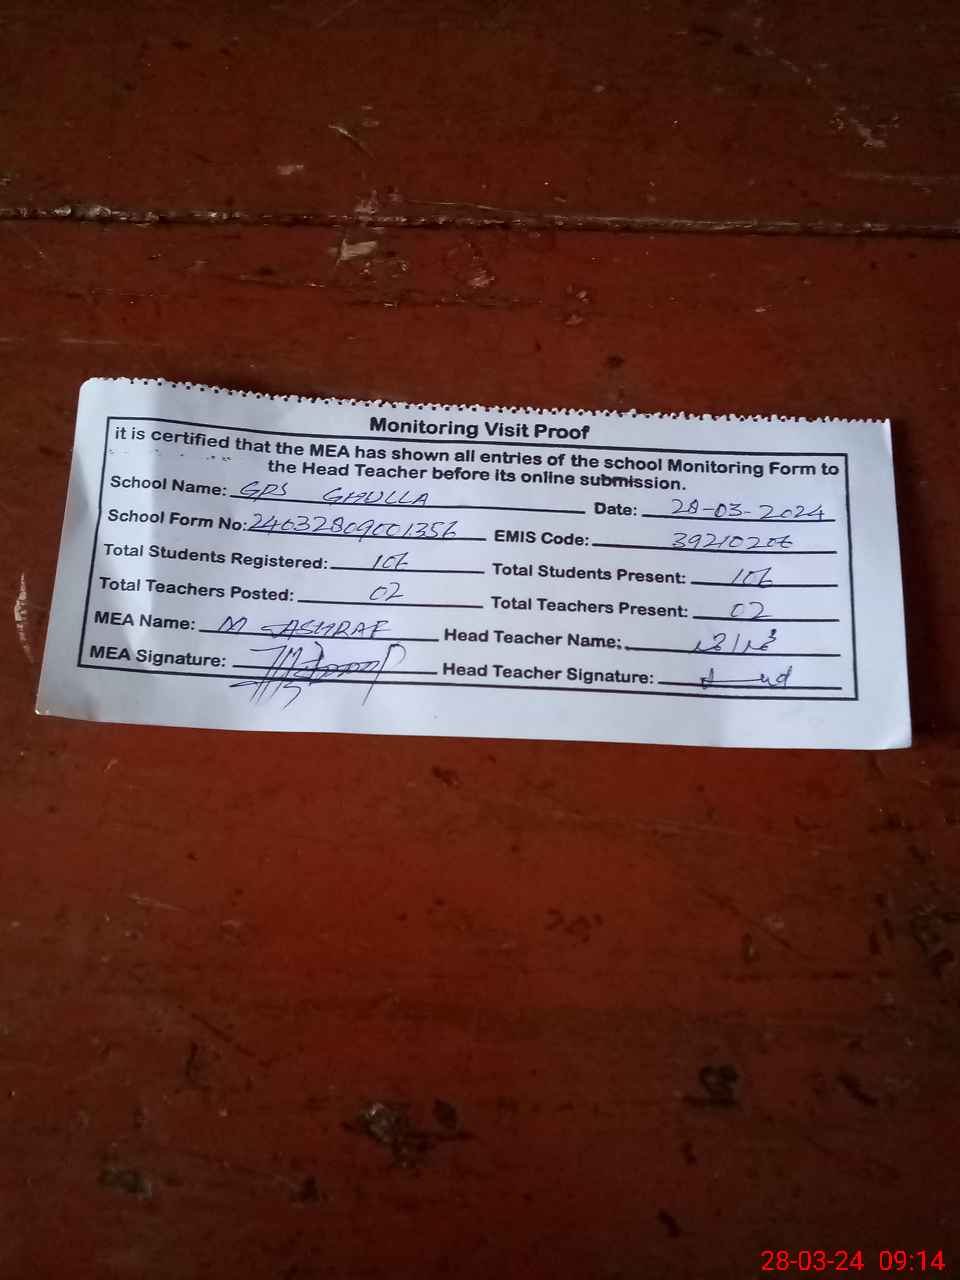 Monitoring Visit Proof
it is certified that the MEA has shown all entries of the school Monitoring Form to
the Head Teacher before its online submission.
School Name: GPS GHULLA Date: 28-03-2024
School Form No: 24032809001356 EMIS Code: 39210206
Total Students Registered: 106 Total Students Present: 106
Total Teachers Posted: 02 Total Teachers Present: 02
MEA Name: M ASHRAF Head Teacher Name:
MEA Signature: Head Teacher Signature:
28-03-24 09:14